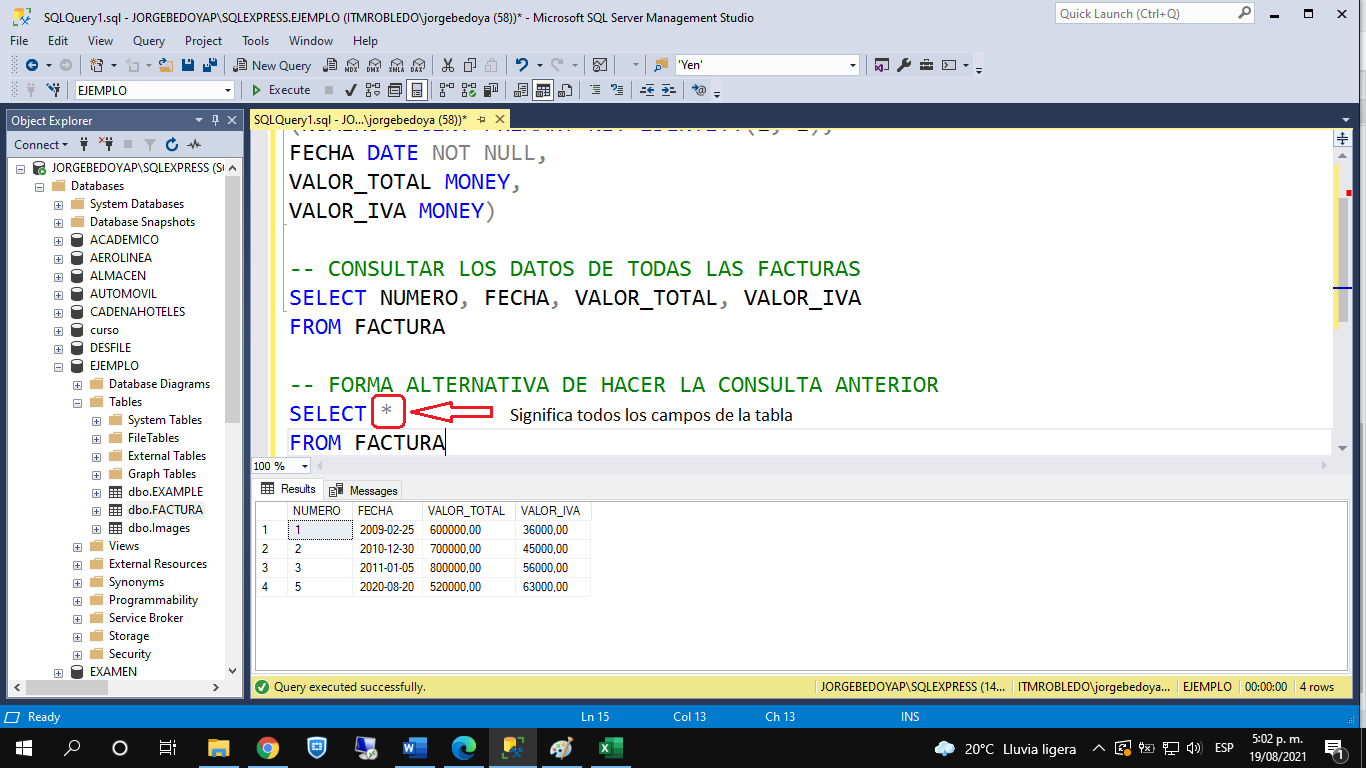 SQLQuery1.sql - JORGEBEDOYAP\SQLEXPRESS.EJEMPLO (ITMROBLEDO\jorgebedoya (58))* - Microsoft SQL Server Management Studio
Quick Launch (Ctrl+Q)
File Edit View Query Project Tools Window Help
New Query MDX DMX XMLA DAX 'Yen'
EJEMPLO Execute
Object Explorer
SQLQuery1.sql - JO...\jorgebedoya (58))*
Connect
JORGEBEDOYAP\SQLEXPRESS (S
Databases
System Databases
Database Snapshots
ACADEMICO
AEROLINEA
ALMACEN
AUTOMOVIL
CADENAHOTELES
curso
DESFILE
EJEMPLO
Database Diagrams
Tables
System Tables
FileTables
External Tables
Graph Tables
dbo.EXAMPLE
dbo.FACTURA
dbo.Images
Views
External Resources
Synonyms
Programmability
Service Broker
Storage
Security
EXAMEN
FECHA DATE NOT NULL,
VALOR_TOTAL MONEY,
VALOR_IVA MONEY)
-- CONSULTAR LOS DATOS DE TODAS LAS FACTURAS
SELECT NUMERO, FECHA, VALOR_TOTAL, VALOR_IVA
FROM FACTURA
-- FORMA ALTERNATIVA DE HACER LA CONSULTA ANTERIOR
SELECT * Significa todos los campos de la tabla
FROM FACTURA
100 %
Results Messages
NUMERO FECHA VALOR_TOTAL VALOR_IVA
1 1 2009-02-25 600000,00 36000,00
2 2 2010-12-30 700000,00 45000,00
3 3 2011-01-05 800000,00 56000,00
4 5 2020-08-20 520000,00 63000,00
Query executed successfully. JORGEBEDOYAP\SQLEXPRESS (14... ITMROBLEDO\jorgebedoya... EJEMPLO 00:00:00 4 rows
Ready Ln 15 Col 13 Ch 13 INS
20°C Lluvia ligera ESP 5:02 p. m.
19/08/2021 1